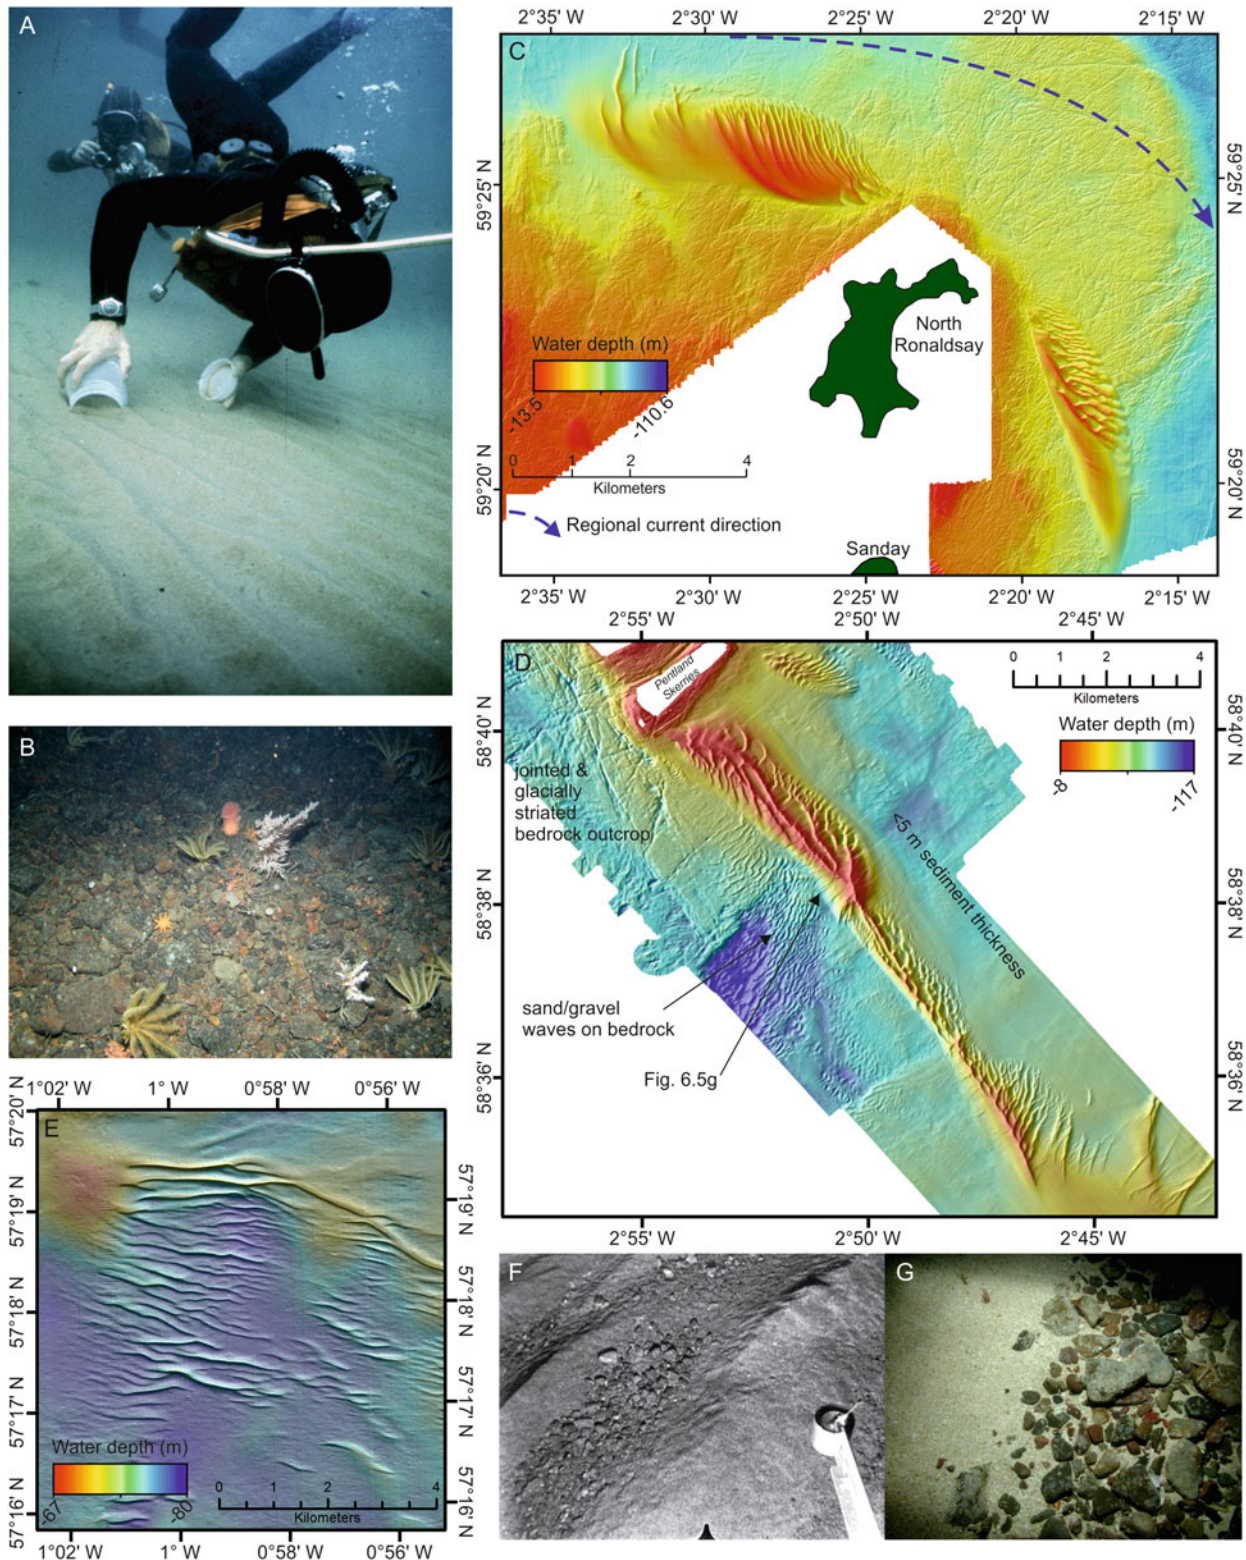 A
C
2°35' W
2°30' W
2°25' W
2°20' W
2°15' W
59°25' N
59°25' N
North
Ronaldsay
Water depth (m)
-13.5
-110.6
0
1
2
4
Kilometers
59°20' N
59°20' N
Regional current direction
Sanday
2°35' W
2°30' W
2°25' W
2°20' W
2°15' W
B
D
2°55' W
2°50' W
2°45' W
Pentland
Skerries
0
1
2
4
Kilometers
Water depth (m)
-8
-117
58°40' N
58°40' N
jointed &
glacially
striated
bedrock outcrop
<5 m sediment thickness
58°38' N
58°38' N
sand/gravel
waves on bedrock
Fig. 6.5g
58°36' N
58°36' N
2°55' W
2°50' W
2°45' W
E
1°02' W
1° W
0°58' W
0°56' W
57°20' N
57°19' N
57°19' N
57°18' N
57°18' N
57°17' N
57°17' N
57°16' N
57°16' N
Water depth (m)
-67
-80
0
1
2
4
Kilometers
1°02' W
1° W
0°58' W
0°56' W
F
G